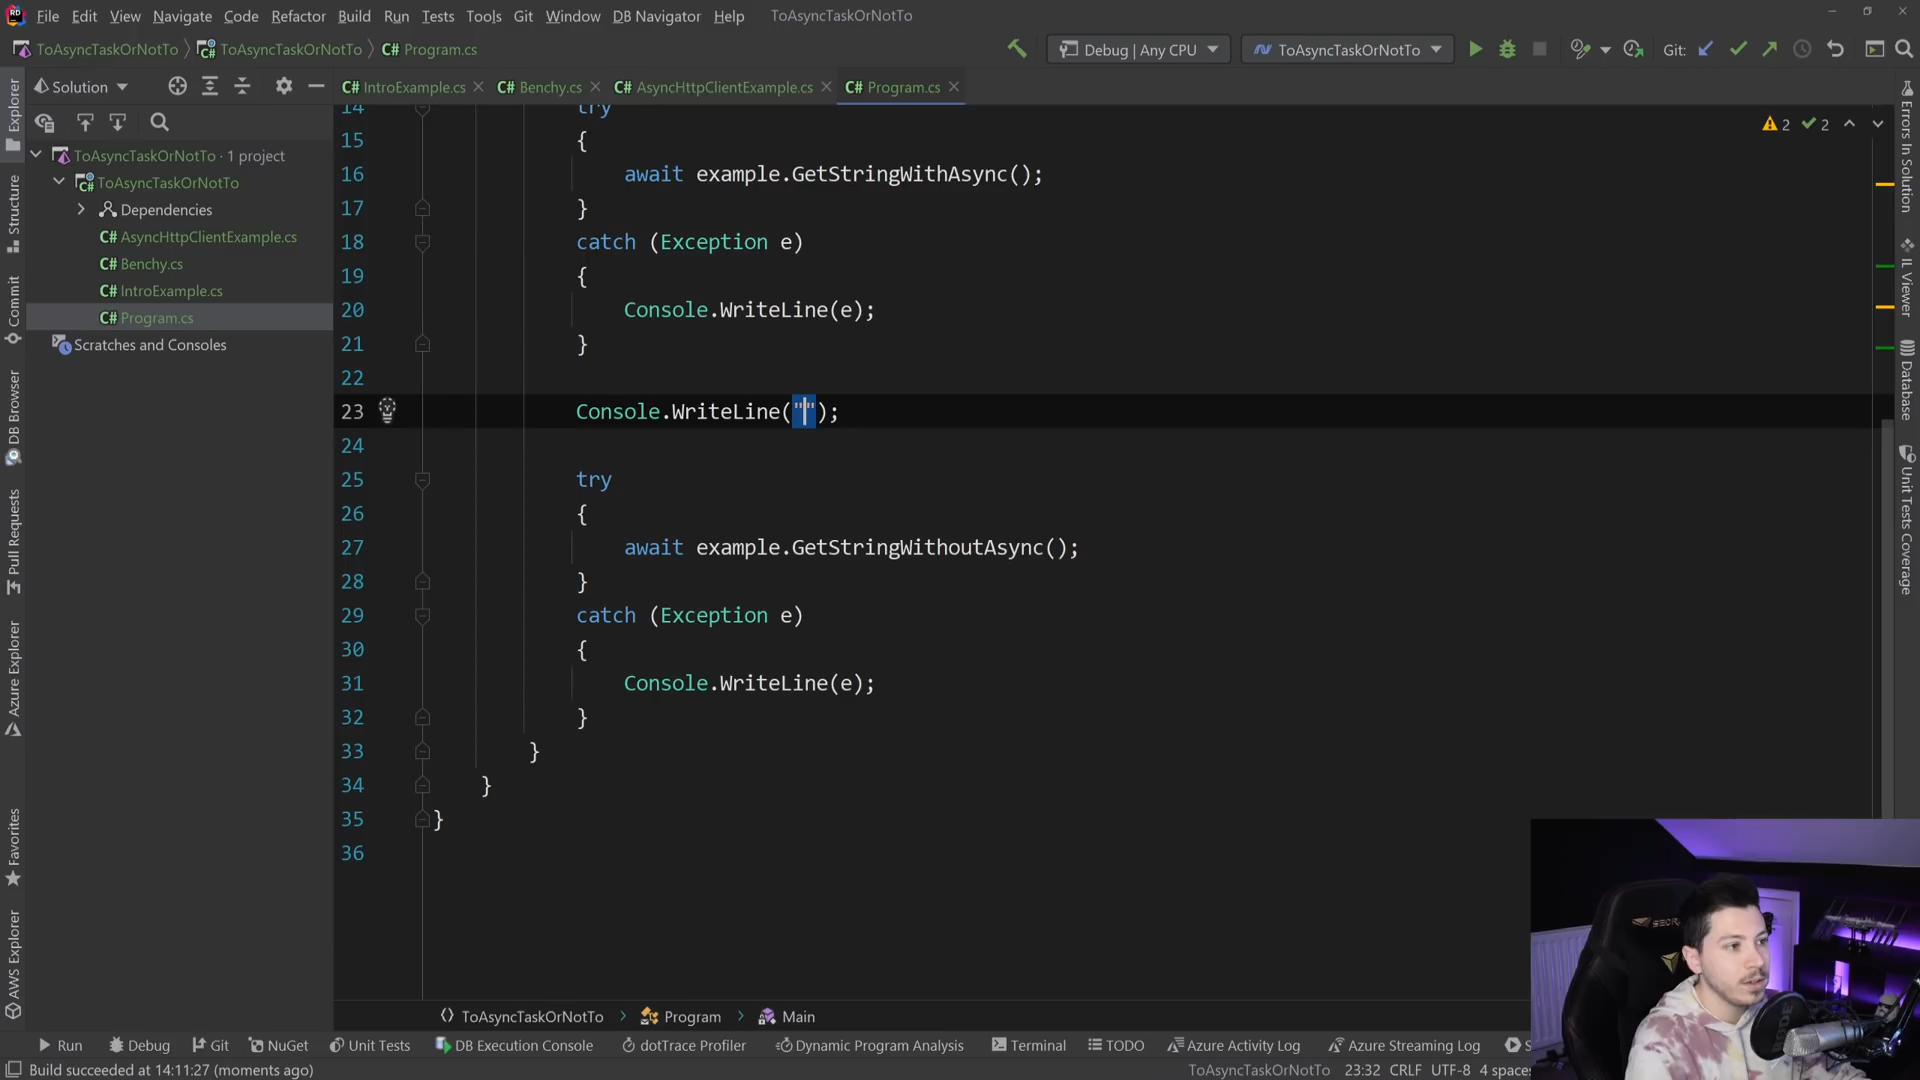 File Edit View Navigate Code Refactor Build Run Tests Tools Git Window DB Navigator Help ToAsyncTaskOrNotTo
ToAsyncTaskOrNotTo ToAsyncTaskOrNotTo C# Program.cs Debug | Any CPU ToAsyncTaskOrNotTo Git:
Solution
C# IntroExample.cs C# Benchy.cs C# AsyncHttpClientExample.cs C# Program.cs
ToAsyncTaskOrNotTo · 1 project
ToAsyncTaskOrNotTo
Dependencies
C# AsyncHttpClientExample.cs
C# Benchy.cs
C# IntroExample.cs
C# Program.cs
Scratches and Consoles
Explorer
Structure
Commit
DB Browser
Pull Requests
Azure Explorer
Favorites
AWS Explorer
2 2
14 try
15 {
16 await example.GetStringWithAsync();
17 }
18 catch (Exception e)
19 {
20 Console.WriteLine(e);
21 }
22
23 Console.WriteLine("");
24
25 try
26 {
27 await example.GetStringWithoutAsync();
28 }
29 catch (Exception e)
30 {
31 Console.WriteLine(e);
32 }
33 }
34 }
35 }
36
Errors In Solution
IL Viewer
Database
Unit Tests Coverage
ToAsyncTaskOrNotTo Program Main
Run Debug Git NuGet Unit Tests DB Execution Console dotTrace Profiler Dynamic Program Analysis Terminal TODO Azure Activity Log Azure Streaming Log
Build succeeded at 14:11:27 (moments ago) ToAsyncTaskOrNotTo 23:32 CRLF UTF-8 4 spaces